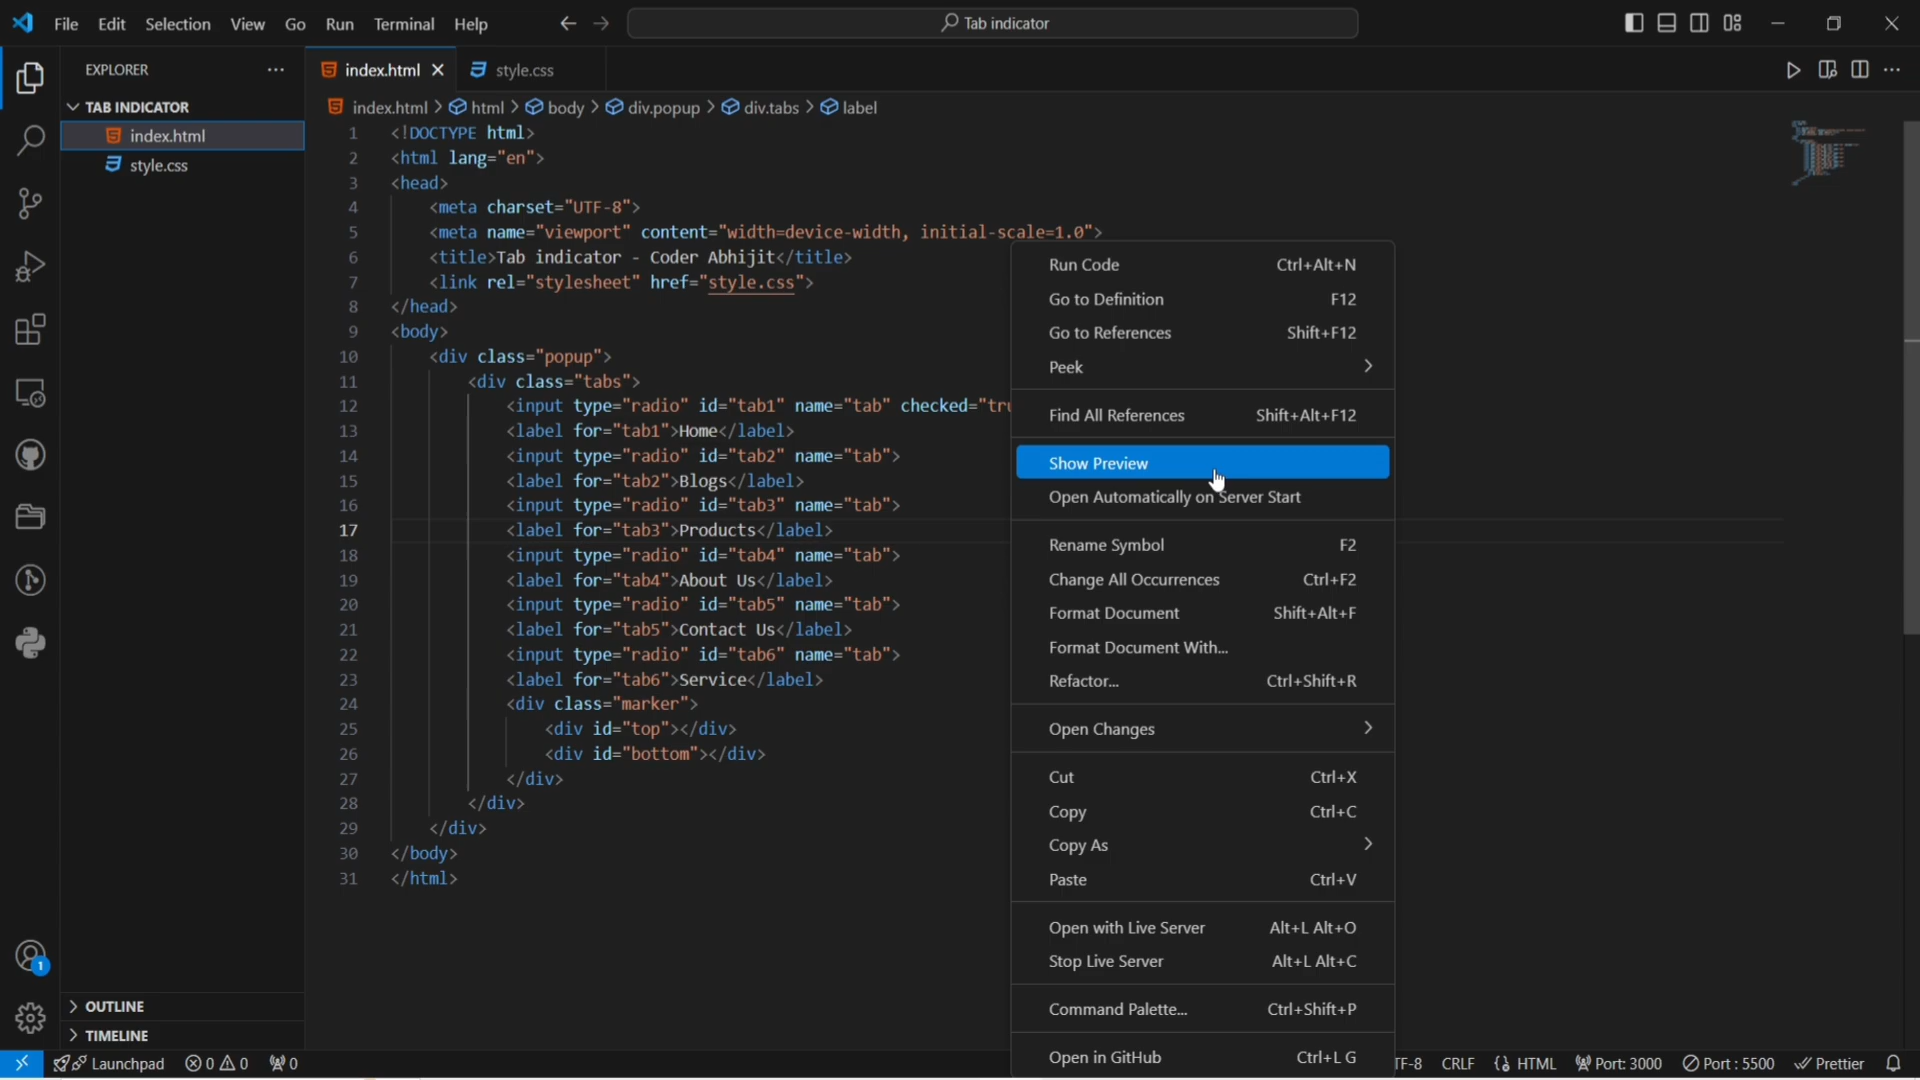 File Edit Selection View Go Run Terminal Help
Tab indicator
EXPLORER
index.html
style.css
TAB INDICATOR
index.html > html > body > div.popup > div.tabs > label
index.html
style.css
1 <!DOCTYPE html>
2 <html lang="en">
3 <head>
4 <meta charset="UTF-8">
5 <meta name="viewport" content="width=device-width, initial-scale=1.0">
6 <title>Tab indicator - Coder Abhijit</title>
7 <link rel="stylesheet" href="style.css">
8 </head>
9 <body>
10 <div class="popup">
11 <div class="tabs">
12 <input type="radio" id="tab1" name="tab" checked="tru
13 <label for="tab1">Home</label>
14 <input type="radio" id="tab2" name="tab">
15 <label for="tab2">Blogs</label>
16 <input type="radio" id="tab3" name="tab">
17 <label for="tab3">Products</label>
18 <input type="radio" id="tab4" name="tab">
19 <label for="tab4">About Us</label>
20 <input type="radio" id="tab5" name="tab">
21 <label for="tab5">Contact Us</label>
22 <input type="radio" id="tab6" name="tab">
23 <label for="tab6">Service</label>
24 <div class="marker">
25 <div id="top"></div>
26 <div id="bottom"></div>
27 </div>
28 </div>
29 </div>
30 </body>
31 </html>
Run Code Ctrl+Alt+N
Go to Definition F12
Go to References Shift+F12
Peek
Find All References Shift+Alt+F12
Show Preview
Open Automatically on Server Start
Rename Symbol F2
Change All Occurrences Ctrl+F2
Format Document Shift+Alt+F
Format Document With...
Refactor... Ctrl+Shift+R
Open Changes
Cut Ctrl+X
Copy Ctrl+C
Copy As
Paste Ctrl+V
Open with Live Server Alt+L Alt+O
Stop Live Server Alt+L Alt+C
Command Palette... Ctrl+Shift+P
Open in GitHub Ctrl+L G
1
OUTLINE
TIMELINE
Launchpad 0 0 0 TF-8 CRLF HTML Port: 3000 Port : 5500 Prettier